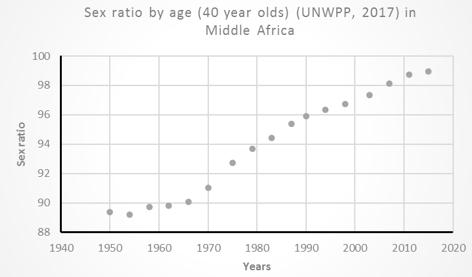 Sex ratio by age (40 year olds) (UNWPP, 2017) in
Middle Africa
100
98
96
94
92
90
88
Sex ratio
1940 1950 1960 1970 1980 1990 2000 2010 2020
Years